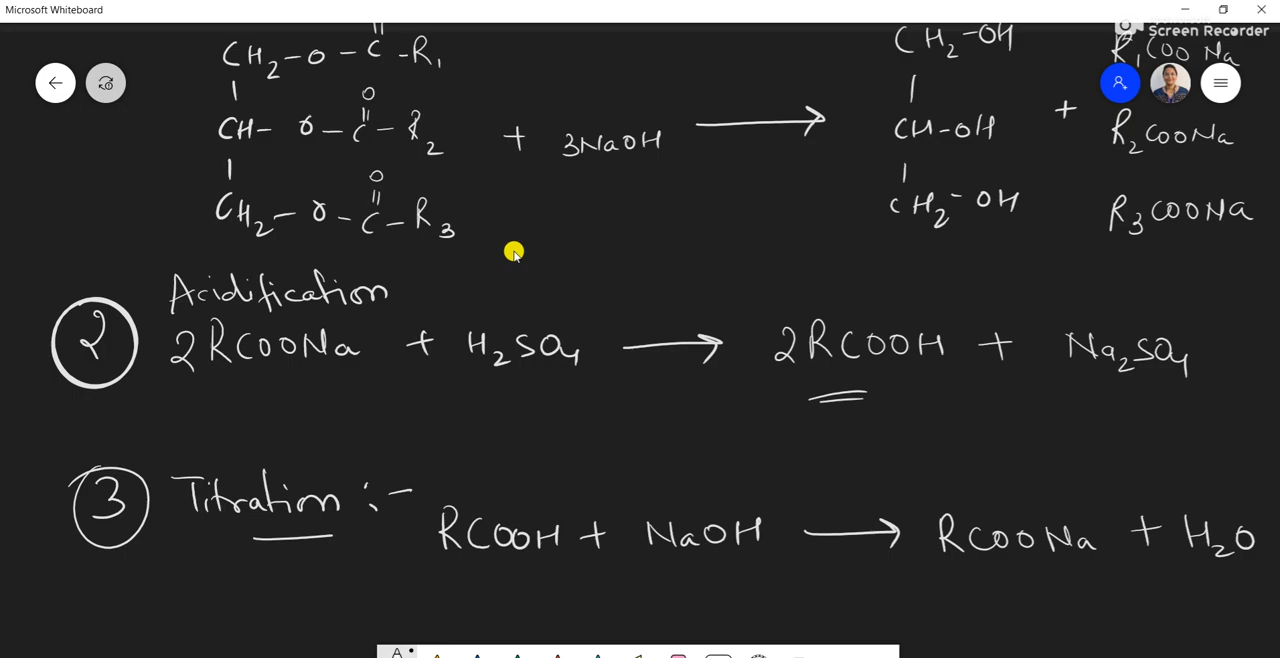 Microsoft Whiteboard
Screen Recorder
O
||
CH2-O-C-R1
|
CH-O-C-R2
||
O
+ 3NaOH ⟶
|
CH2-O-C-R3
||
O
CH2-OH
|
CH-OH
|
CH2-OH
+
R1COONa
R2COONa
R3COONa
Acidification
2 2RCOONa + H2SO4 ⟶ 2RCOOH + Na2SO4
3 Titration :-
RCOOH + NaOH ⟶ RCOONa + H2O
A